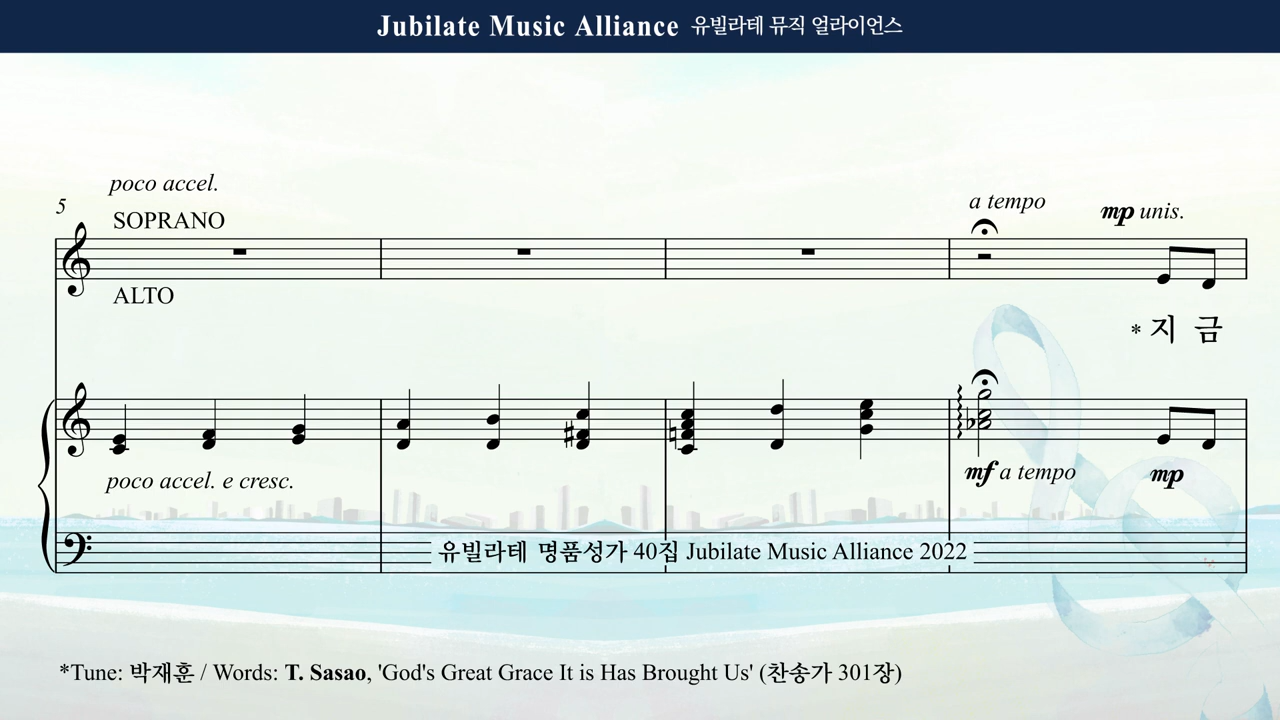 Jubilate Music Alliance 유빌라테 뮤직 얼라이언스
poco accel.
5
SOPRANO
a tempo
mp unis.
ALTO
* 지 금
poco accel. e cresc.
mf a tempo
mp
유빌라테 명품성가 40집 Jubilate Music Alliance 2022
*Tune: 박재훈 / Words: T. Sasao, 'God's Great Grace It is Has Brought Us' (찬송가 301장)